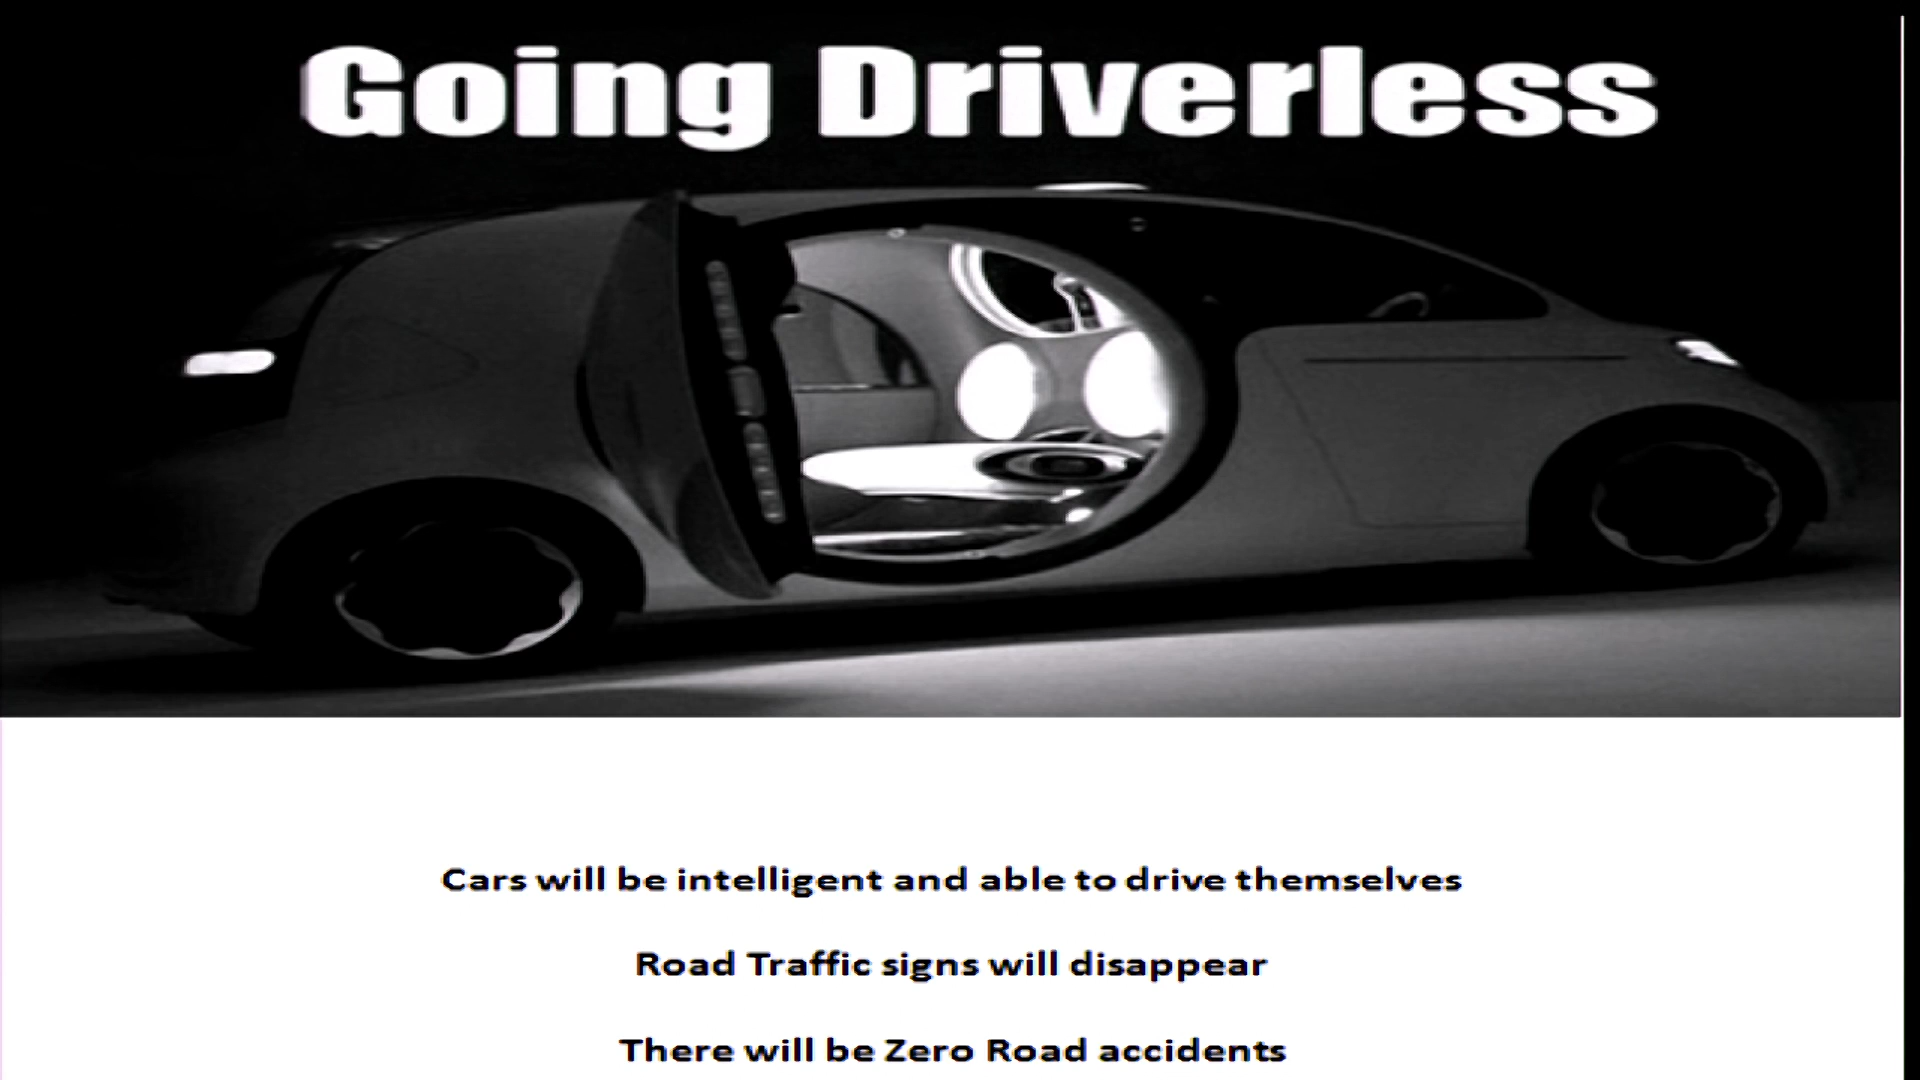 Going Driverless
Cars will be intelligent and able to drive themselves
Road Traffic signs will disappear
There will be Zero Road accidents